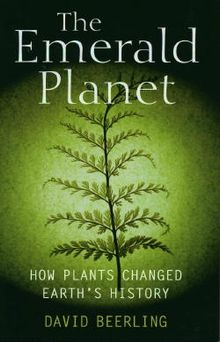 The
Emerald
Planet
HOW PLANTS CHANGED
EARTH'S HISTORY
DAVID BEERLING